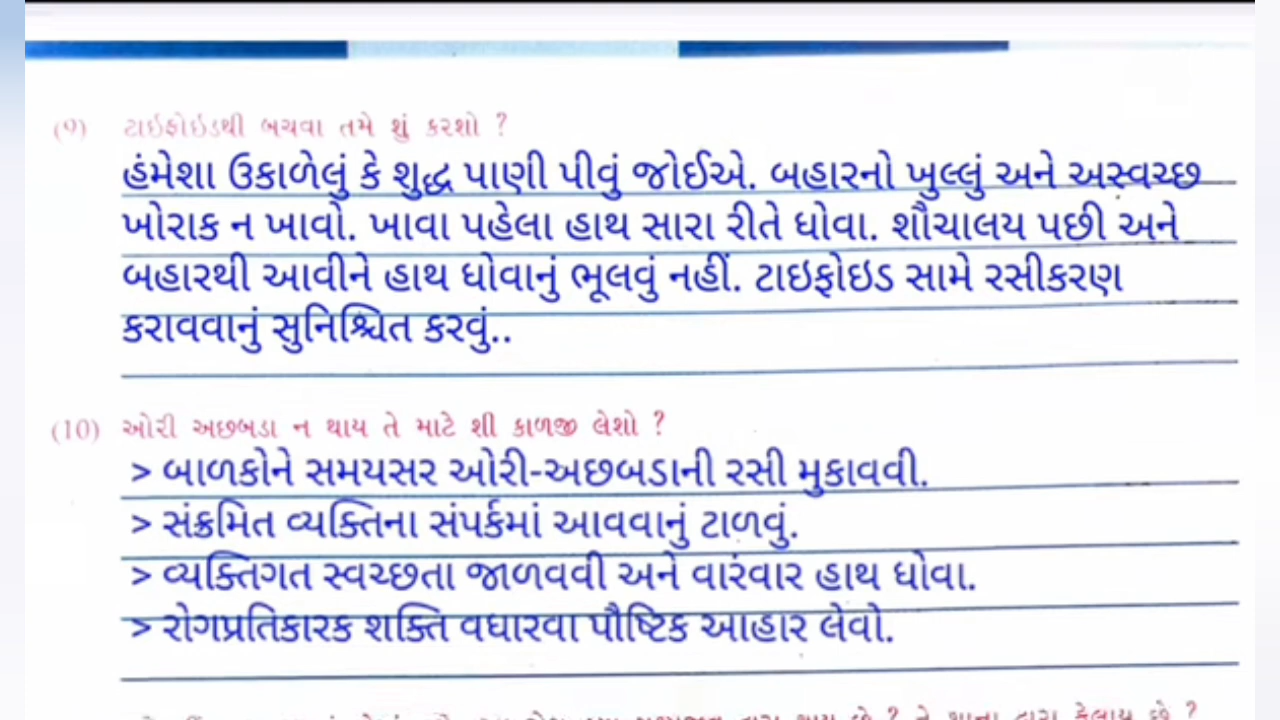 (૭) ટાઇફોઇડથી બચવા તમે શું કરશો ?
હંમેશા ઉકાળેલું કે શુદ્ધ પાણી પીવું જોઈએ. બહારનો ખુલ્લું અને અસ્વચ્છ
ખોરાક ન ખાવો. ખાવા પહેલા હાથ સારા રીતે ધોવા. શૌચાલય પછી અને
બહારથી આવીને હાથ ધોવાનું ભૂલવું નહીં. ટાઇફોઇડ સામે રસીકરણ
કરાવવાનું સુનિશ્ચિત કરવું..
(10) ઓરી અછબડા ન થાય તે માટે શી કાળજી લેશો ?
> બાળકોને સમયસર ઓરી-અછબડાની રસી મુકાવવી.
> સંક્રમિત વ્યક્તિના સંપર્કમાં આવવાનું ટાળવું.
> વ્યક્તિગત સ્વચ્છતા જાળવવી અને વારંવાર હાથ ધોવા.
> રોગપ્રતિકારક શક્તિ વધારવા પૌષ્ટિક આહાર લેવો.